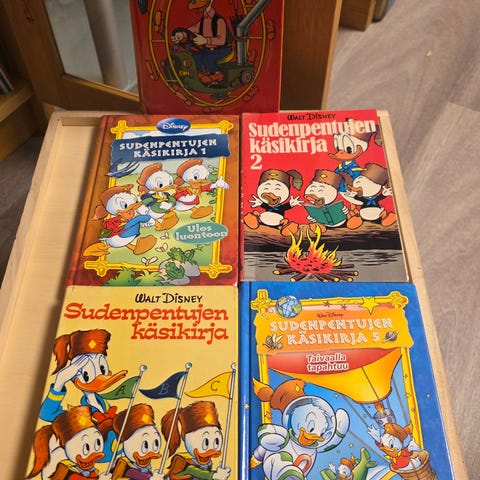 Disney
SUDENPENTUJEN
KÄSIKIRJA 1
Ulos
luontoon
WALT DISNEY
Sudenpentujen
käsikirja
2
WALT DISNEY
Sudenpentujen
käsikirja
A
B
C
Walt Disney
SUDENPENTUJEN
KÄSIKIRJA 5
Taivaalla
tapahtuu